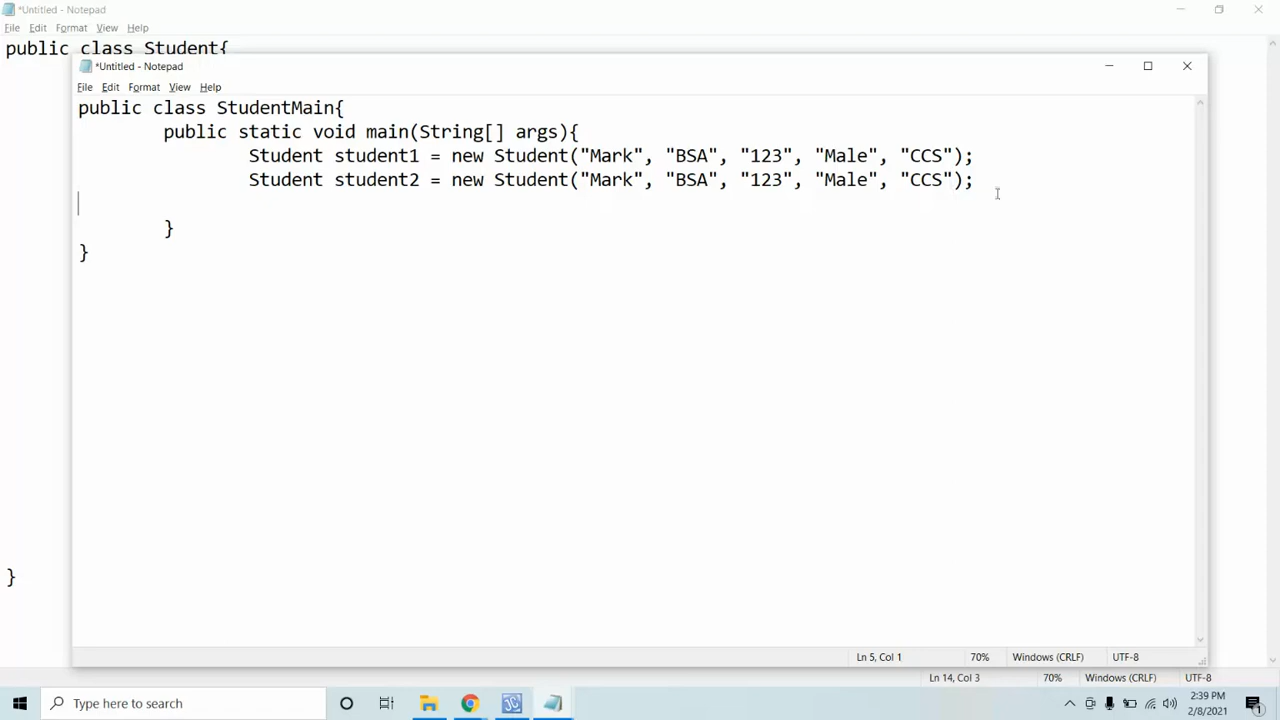 *Untitled - Notepad
File Edit Format View Help
public class Student{
*Untitled - Notepad
File Edit Format View Help
public class StudentMain{
public static void main(String[] args){
Student student1 = new Student("Mark", "BSA", "123", "Male", "CCS");
Student student2 = new Student("Mark", "BSA", "123", "Male", "CCS");
}
}
}
Ln 5, Col 1 70% Windows (CRLF) UTF-8
Ln 14, Col 3 70% Windows (CRLF) UTF-8
Type here to search
2:39 PM
2/8/2021
1